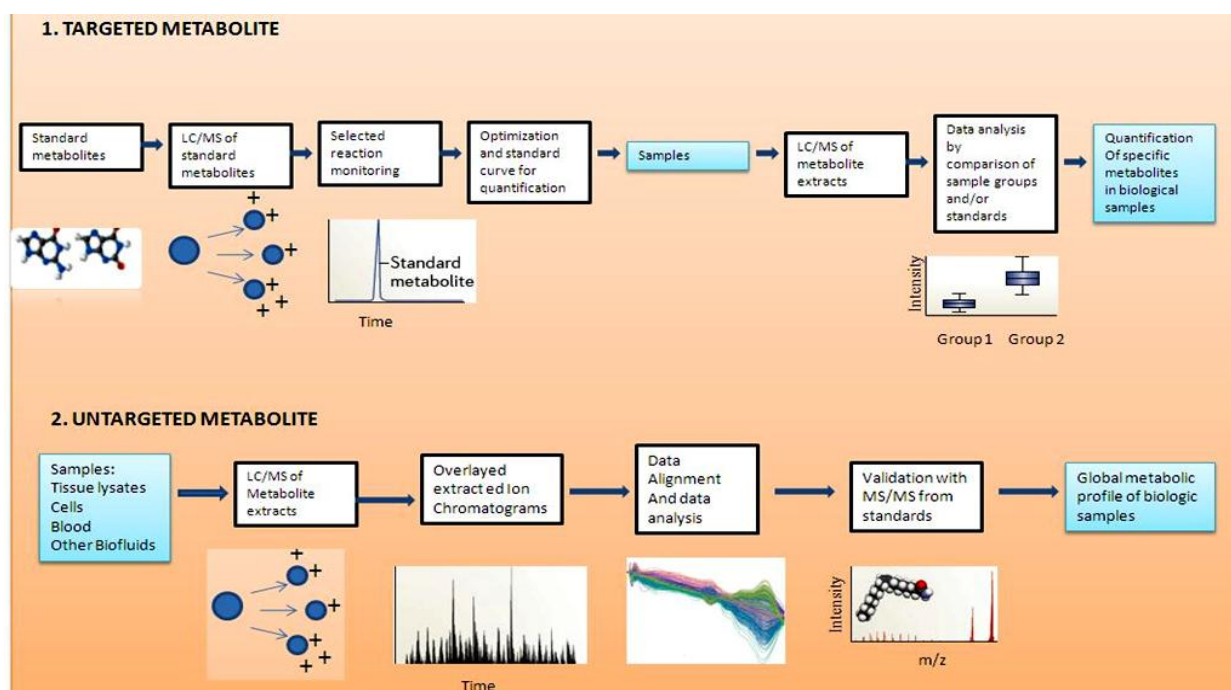 1. TARGETED METABOLITE
Standard
metabolites
LC/MS of
standard
metabolites
Selected
reaction
monitoring
Optimization
and standard
curve for
quantification
Samples
LC/MS of
metabolite
extracts
Data analysis
by
comparison of
sample groups
and/or
standards
Quantification
Of specific
metabolites
in biological
samples
+
+
+
+
+ +
Standard
metabolite
Time
Intensity
Group 1
Group 2
2. UNTARGETED METABOLITE
Samples:
Tissue lysates
Cells
Blood
Other Biofluids
LC/MS of
Metabolite
extracts
Overlayed
extracted Ion
Chromatograms
Data
Alignment
And data
analysis
Validation with
MS/MS from
standards
Global metabolic
profile of biologic
samples
+
+
+
+
+ +
Time
Intensity
m/z